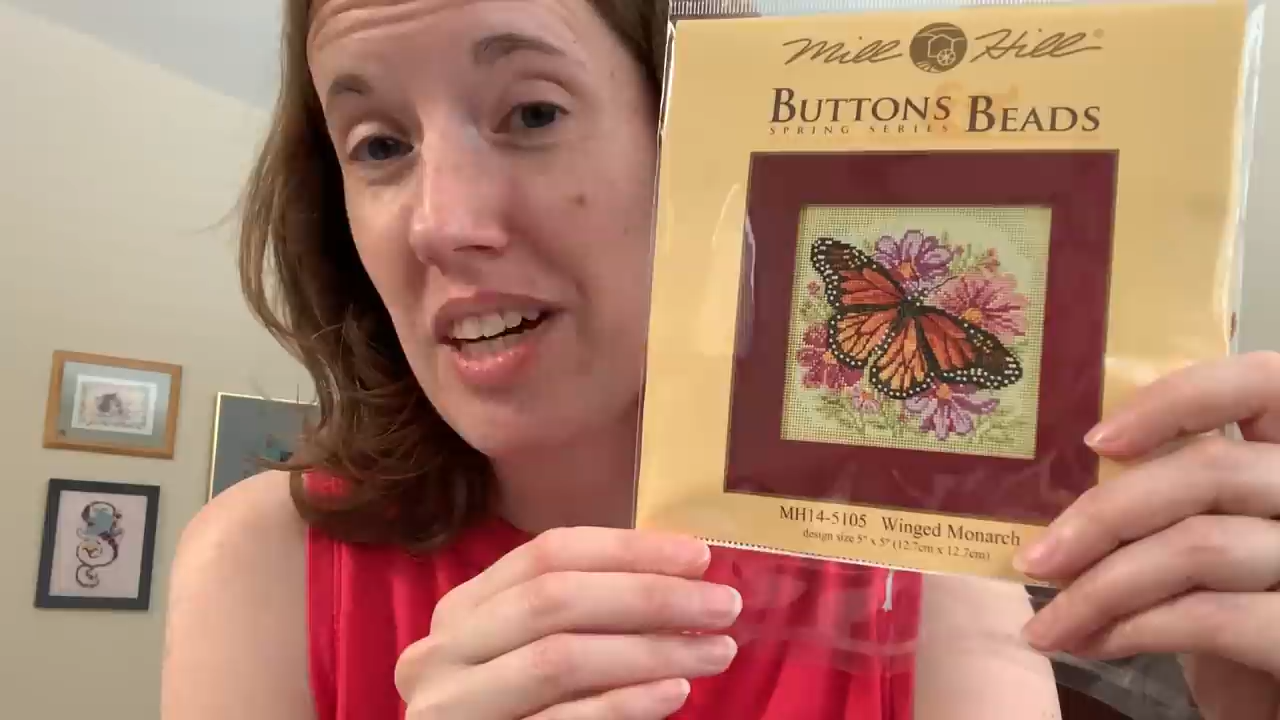 Mill Hill®
BUTTONS & BEADS
SPRING SERIES
MH14-5105 Winged Monarch
design size 5" x 5" (12.7cm x 12.7cm)